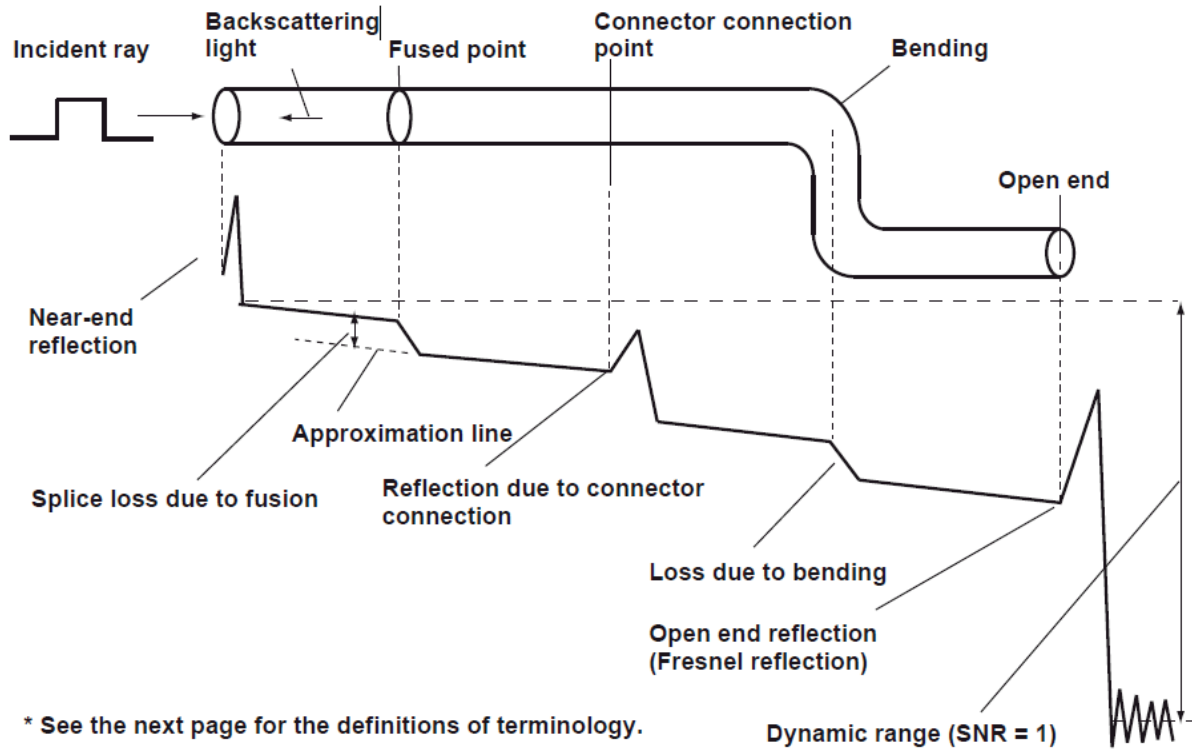 Incident ray
Backscattering
light
Fused point
Connector connection
point
Bending
Open end
Near-end
reflection
Approximation line
Splice loss due to fusion
Reflection due to connector
connection
Loss due to bending
Open end reflection
(Fresnel reflection)
Dynamic range (SNR = 1)
* See the next page for the definitions of terminology.